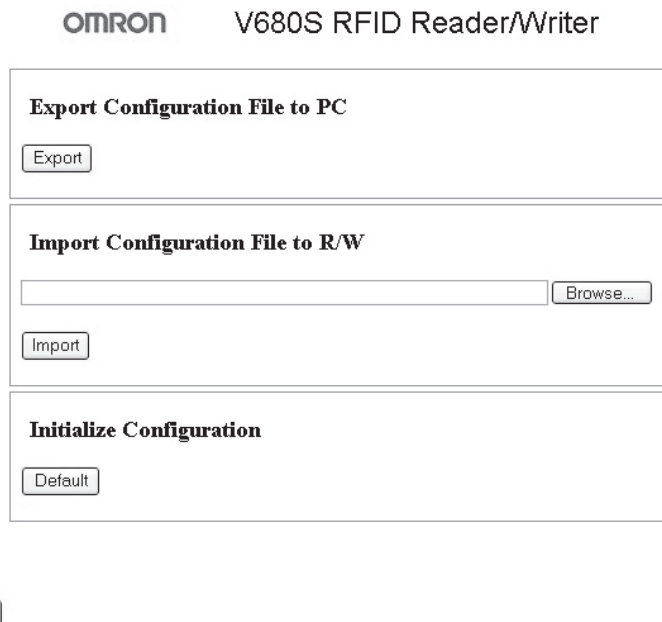 OMRON V680S RFID Reader/Writer
Export Configuration File to PC
Export
Import Configuration File to R/W
Browse...
Import
Initialize Configuration
Default